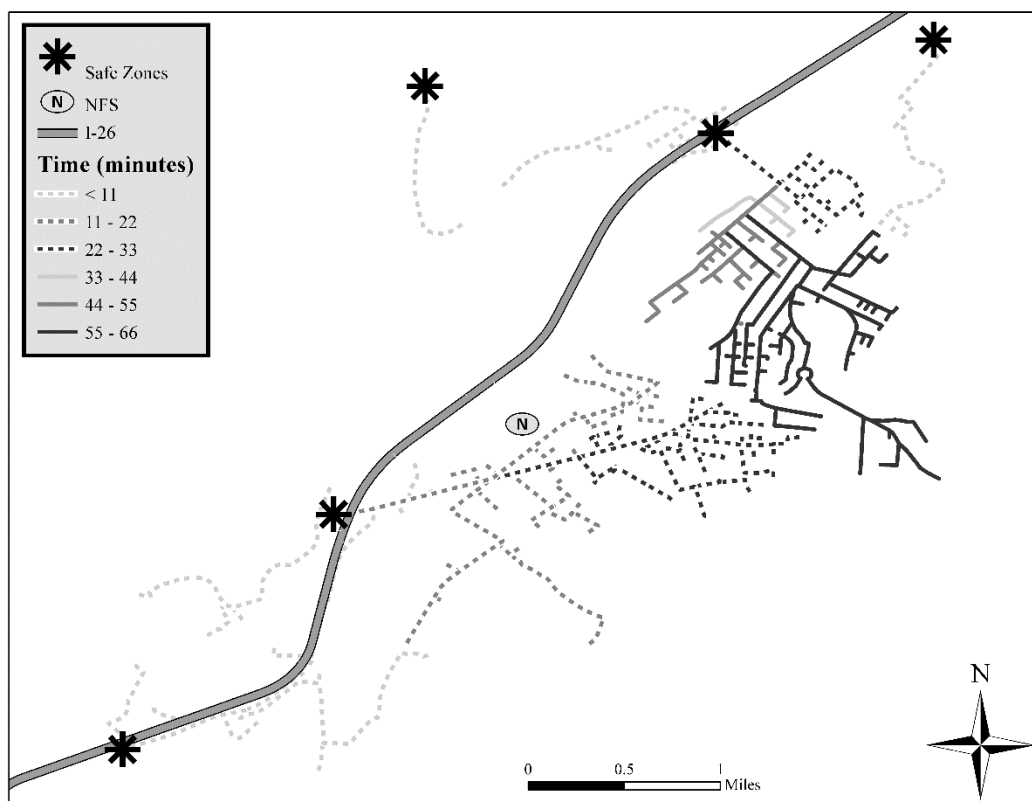 Safe Zones
N NFS
I-26
Time (minutes)
< 11
11 - 22
22 - 33
33 - 44
44 - 55
55 - 66
N
N
0 0.5 1
Miles